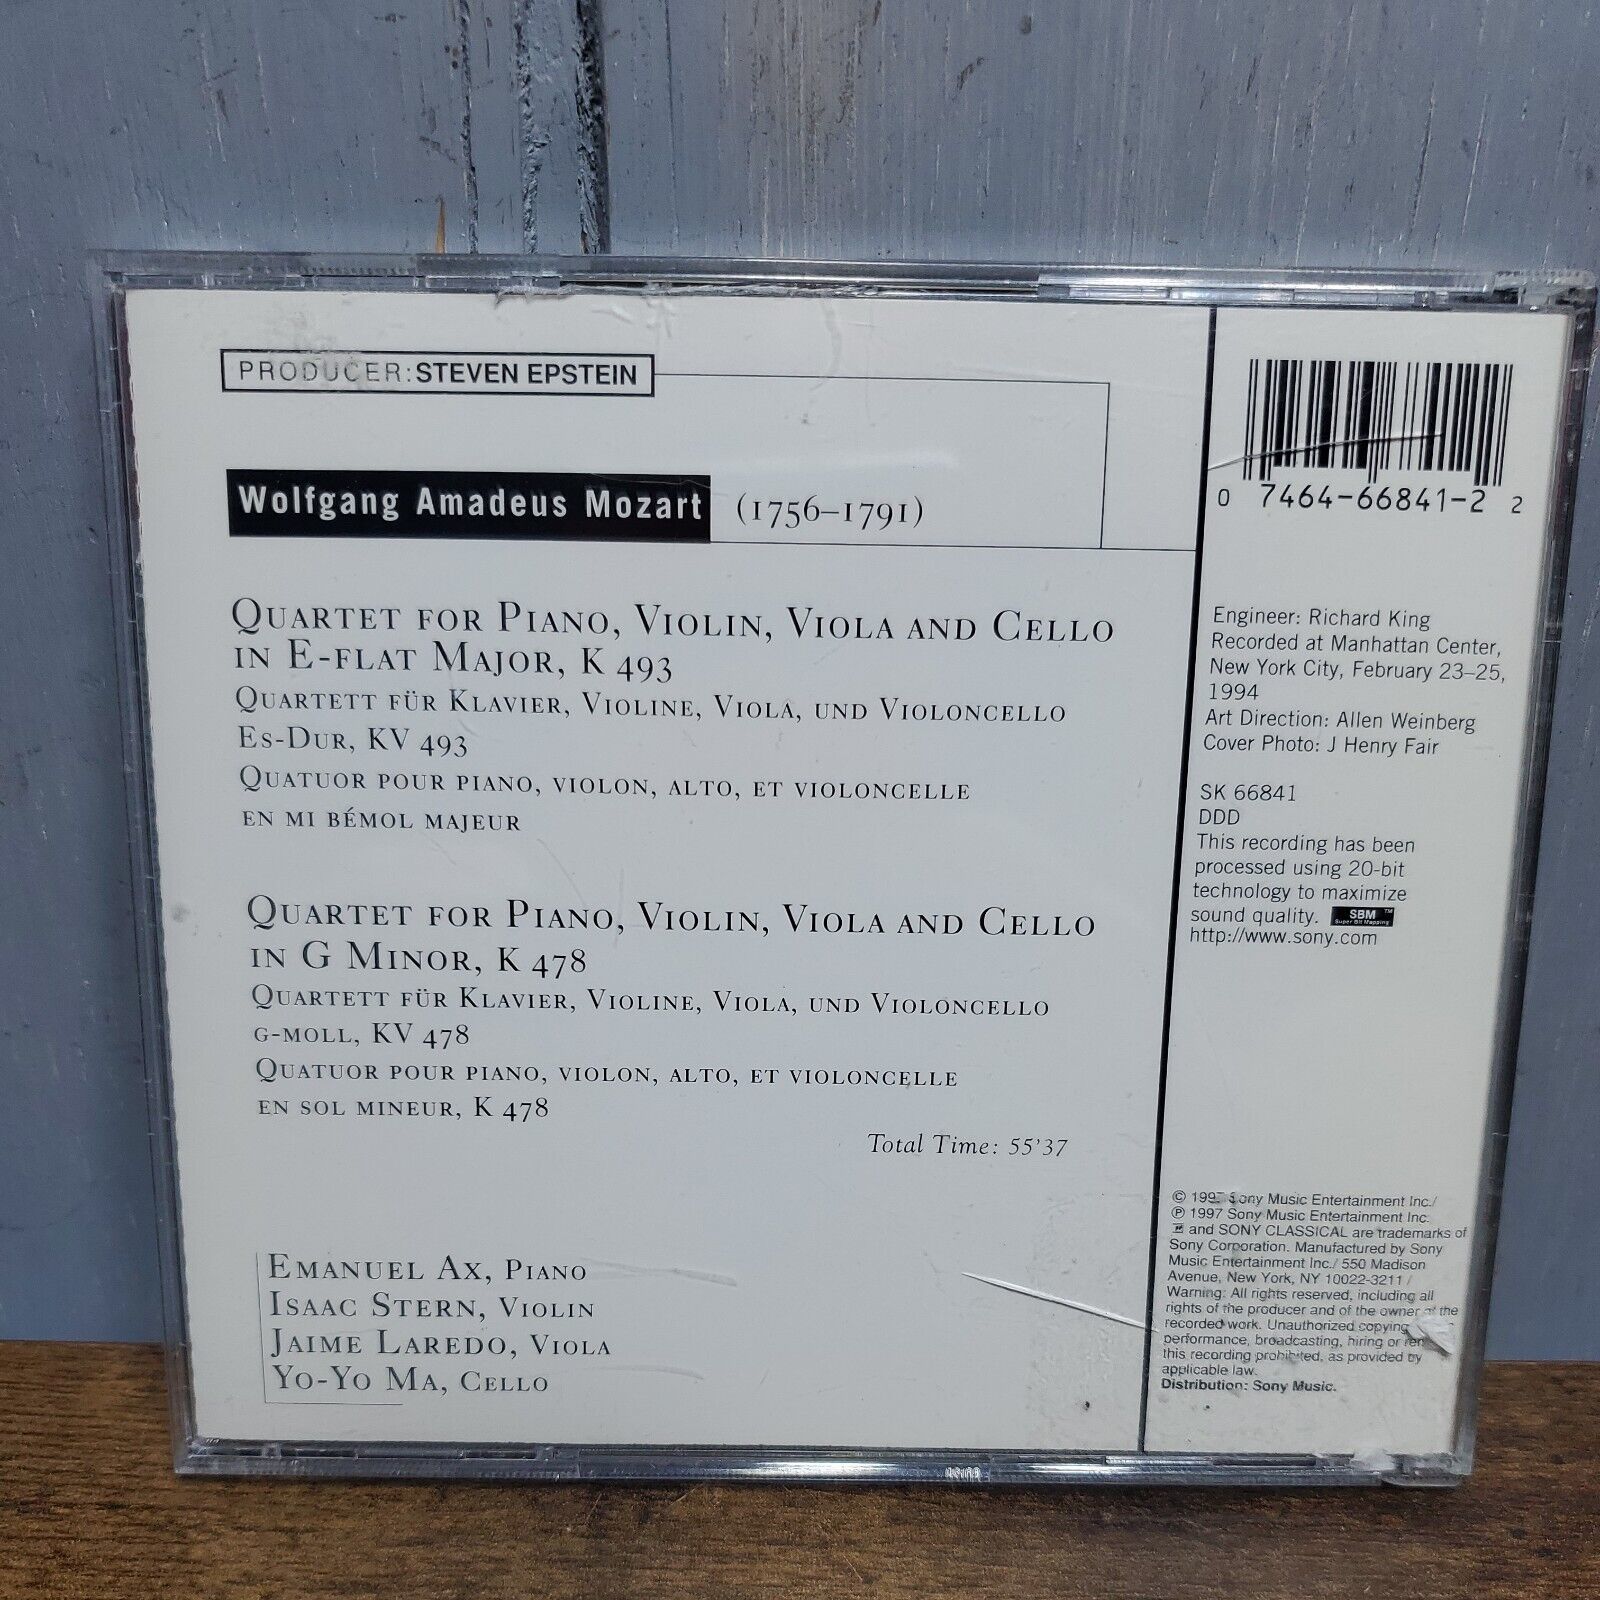 PRODUCER: STEVEN EPSTEIN
Wolfgang Amadeus Mozart (1756–1791)
QUARTET FOR PIANO, VIOLIN, VIOLA AND CELLO
IN E-FLAT MAJOR, K 493
QUARTETT FÜR KLAVIER, VIOLINE, VIOLA, UND VIOLONCELLO
ES-DUR, KV 493
QUATUOR POUR PIANO, VIOLON, ALTO, ET VIOLONCELLE
EN MI BÉMOL MAJEUR
QUARTET FOR PIANO, VIOLIN, VIOLA AND CELLO
IN G MINOR, K 478
QUARTETT FÜR KLAVIER, VIOLINE, VIOLA, UND VIOLONCELLO
G-MOLL, KV 478
QUATUOR POUR PIANO, VIOLON, ALTO, ET VIOLONCELLE
EN SOL MINEUR, K 478
Total Time: 55'37
EMANUEL AX, PIANO
ISAAC STERN, VIOLIN
JAIME LAREDO, VIOLA
YO-YO MA, CELLO
0 7464-66841-2 2
Engineer: Richard King
Recorded at Manhattan Center,
New York City, February 23–25,
1994
Art Direction: Allen Weinberg
Cover Photo: J Henry Fair
SK 66841
DDD
This recording has been
processed using 20-bit
technology to maximize
sound quality. SBM™ Super Bit Mapping
http://www.sony.com
© 1997 Sony Music Entertainment Inc./
℗ 1997 Sony Music Entertainment Inc.
and SONY CLASSICAL are trademarks of
Sony Corporation. Manufactured by Sony
Music Entertainment Inc./ 550 Madison
Avenue, New York, NY 10022-3211 /
Warning: All rights reserved, including all
rights of the producer and of the owner of the
recorded work. Unauthorized copying,
performance, broadcasting, hiring or
this recording prohibited, as provided by
applicable law.
Distribution: Sony Music.